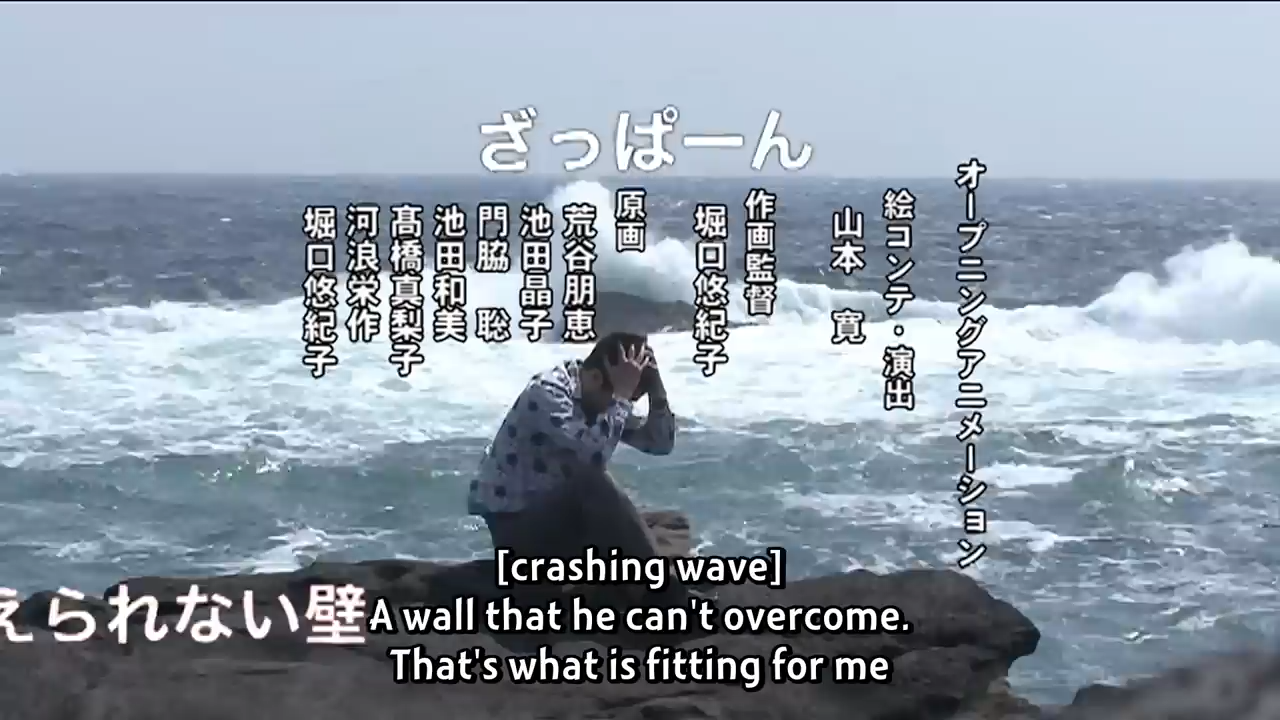 ざっぱーん
オープニングアニメーション
絵コンテ・演出
山本 寛
作画監督
堀口悠紀子
原画
荒谷朋恵
池田晶子
門脇 聡
池田和美
髙橋真梨子
河浪栄作
堀口悠紀子
[crashing wave]
えられない壁
A wall that he can't overcome.
That's what is fitting for me